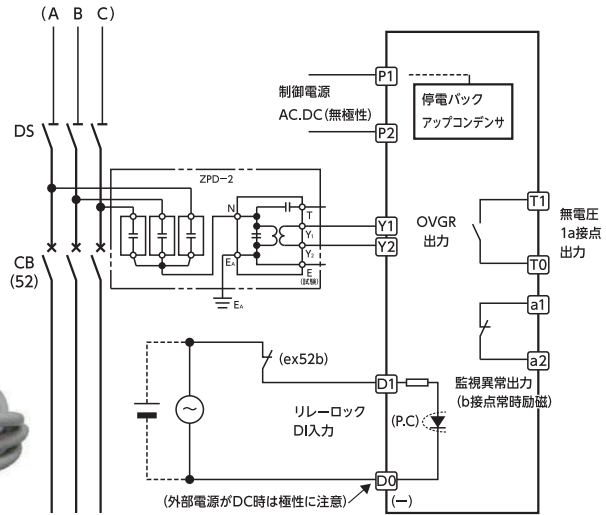 (A B C)
DS
CB
(52)
ZPD-2
N
T
Y1
Y2
EA
E
(試験)
EA
制御電源
AC.DC(無極性)
P1
P2
停電バック
アップコンデンサ
Y1
Y2
OVGR
出力
T1
T0
無電圧
1a接点
出力
a1
a2
監視異常出力
(b接点常時励磁)
(ex52b)
リレーロック
DI入力
D1
(P.C)
D0
(−)
(外部電源がDC時は極性に注意)